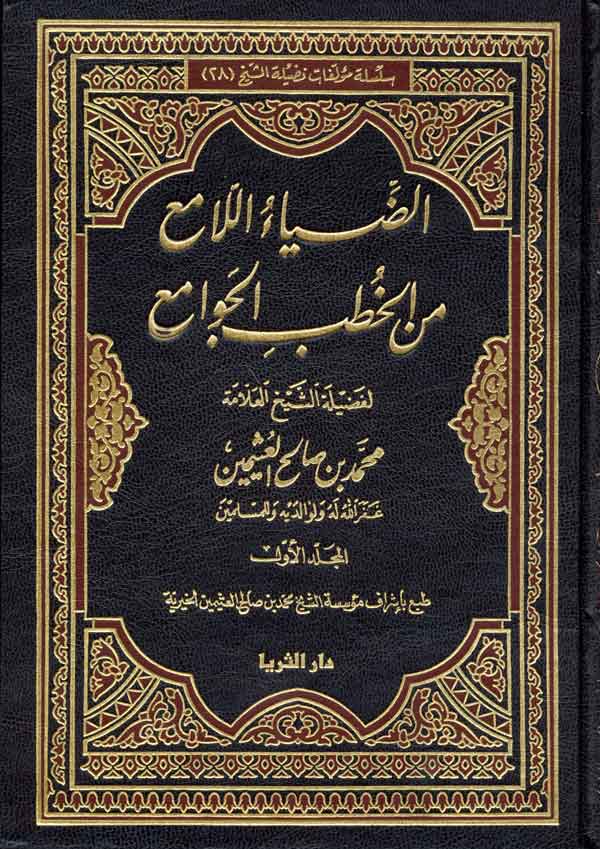 سلسلة مؤلفات فضيلة الشيخ (٢٨)
الضياء اللامع
من الخطب الجوامع
لفضيلة الشيخ العلامة
محمد بن صالح العثيمين
غفر الله له ولوالديه وللمسلمين
المجلد الأول
طبع بإشراف مؤسسة الشيخ محمد بن صالح العثيمين الخيرية
دار الثريا